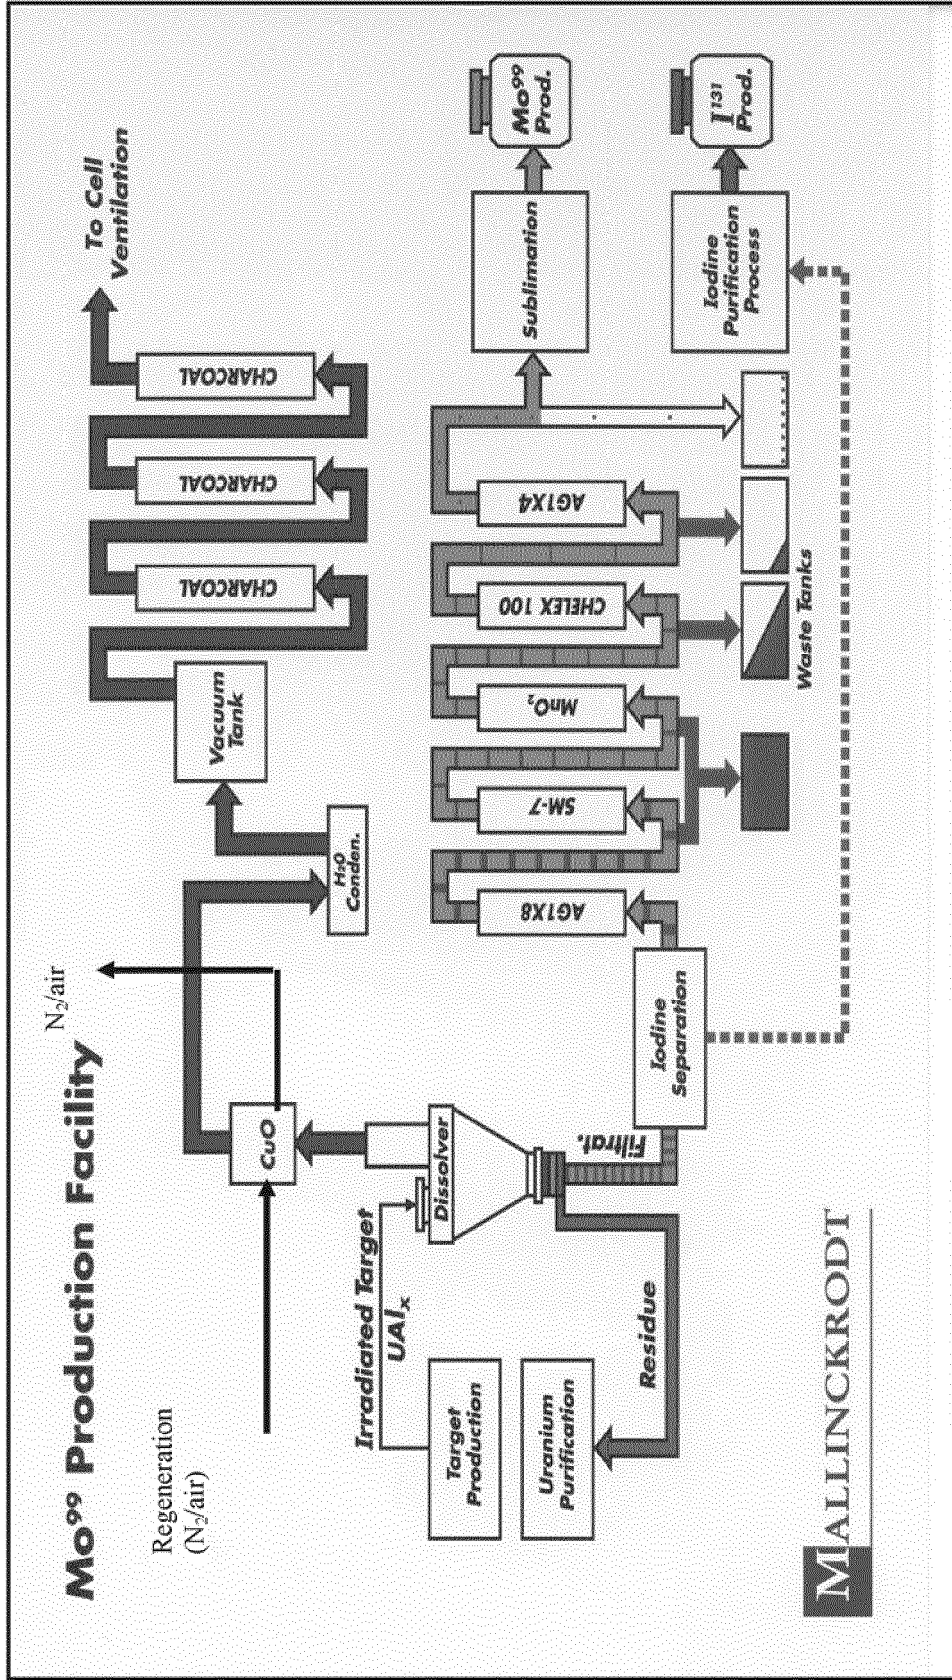 Mo⁹⁹ Production Facility
Regeneration
(N₂/air)
N₂/air
CuO
H₂O
Conden.
Vacuum
Tank
CHARCOAL
CHARCOAL
CHARCOAL
To Cell
Ventilation
Irradiated Target
UAlₓ
Target
Production
Uranium
Purification
Dissolver
Residue
Filtrat.
Iodine
Separation
AG1X8
SM-7
MnO₂
CHELEX 100
AG1X4
Waste Tanks
Sublimation
Mo⁹⁹
Prod.
Iodine
Purification
Process
I¹³¹
Prod.
MALLINCKRODT